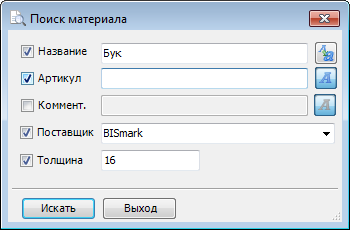 Поиск материала
Название Бук
Артикул
Коммент.
Поставщик BISmark
Толщина 16
Искать Выход